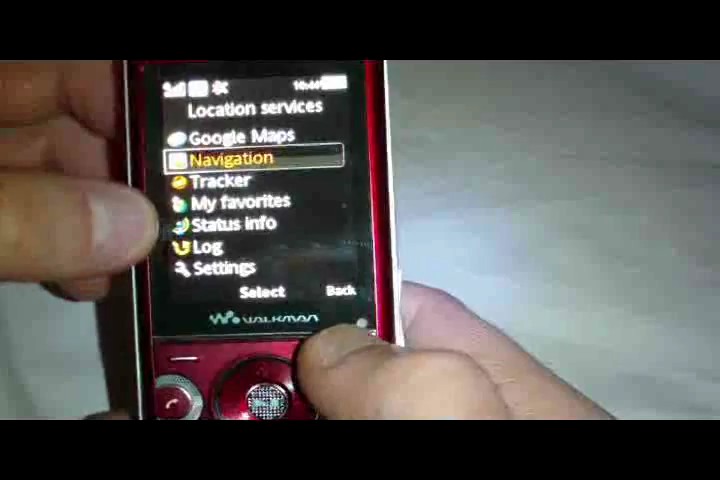 Location services
Google Maps
Navigation
Tracker
My favorites
Status info
Log
Settings
Select Back
WALKMAN